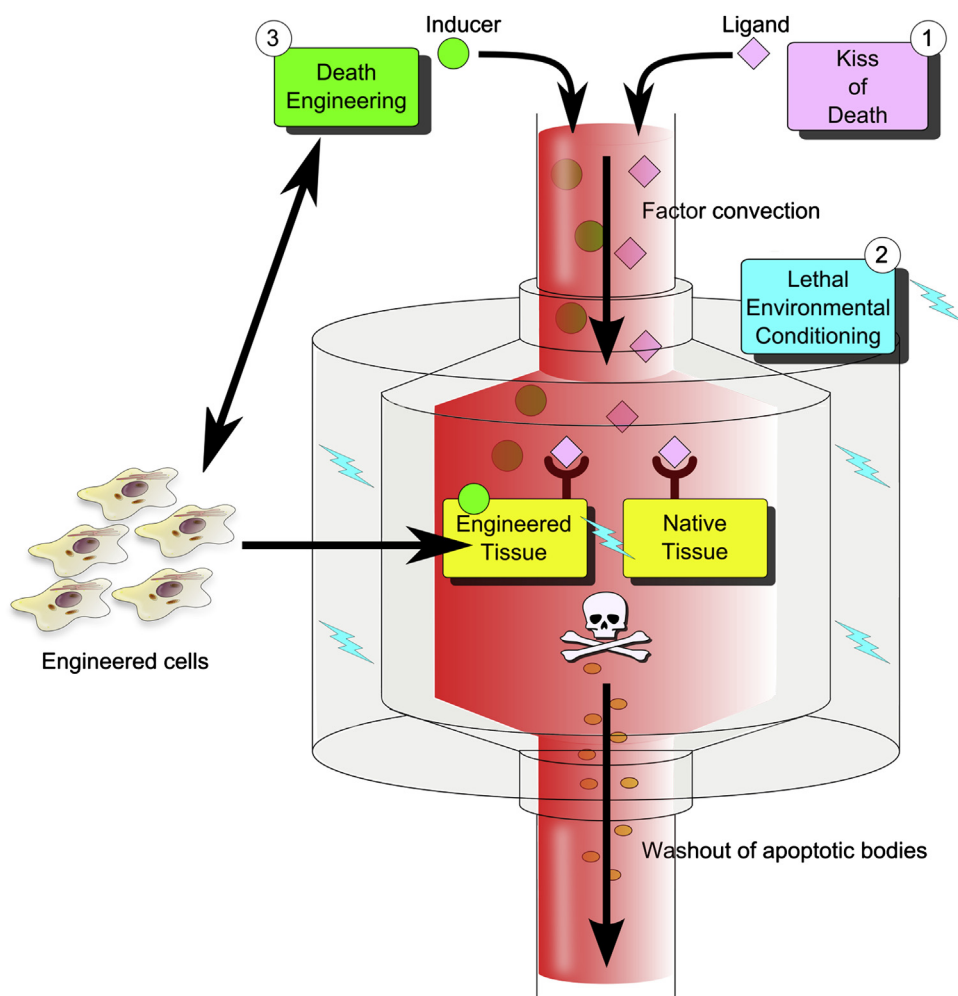 3
Inducer
Death
Engineering
Ligand
1
Kiss
of
Death
Factor convection
2
Lethal
Environmental
Conditioning
Engineered
Tissue
Native
Tissue
Engineered cells
Washout of apoptotic bodies